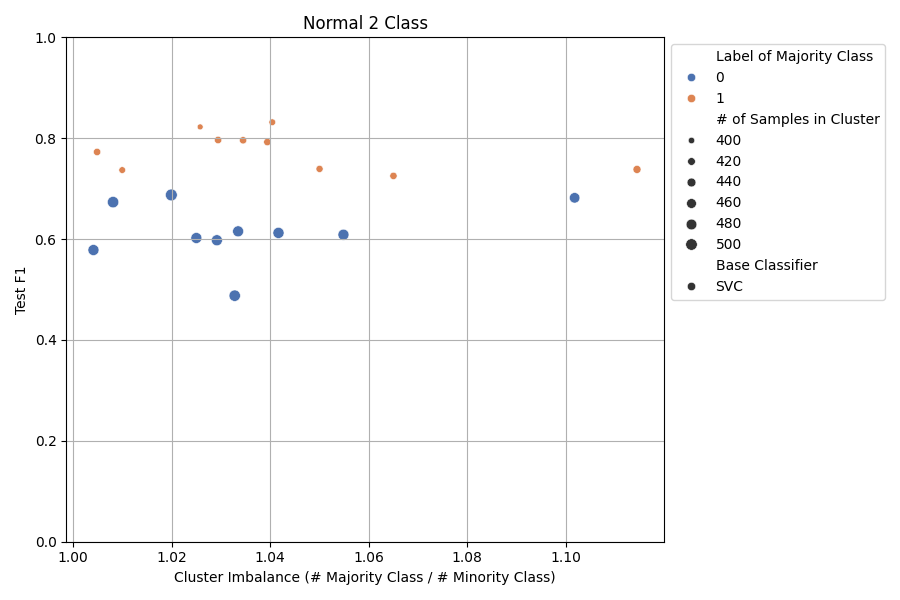 Normal 2 Class
Test F1
1.0
0.8
0.6
0.4
0.2
0.0
1.00 1.02 1.04 1.06 1.08 1.10
Cluster Imbalance (# Majority Class / # Minority Class)
Label of Majority Class
0
1
# of Samples in Cluster
400
420
440
460
480
500
Base Classifier
SVC